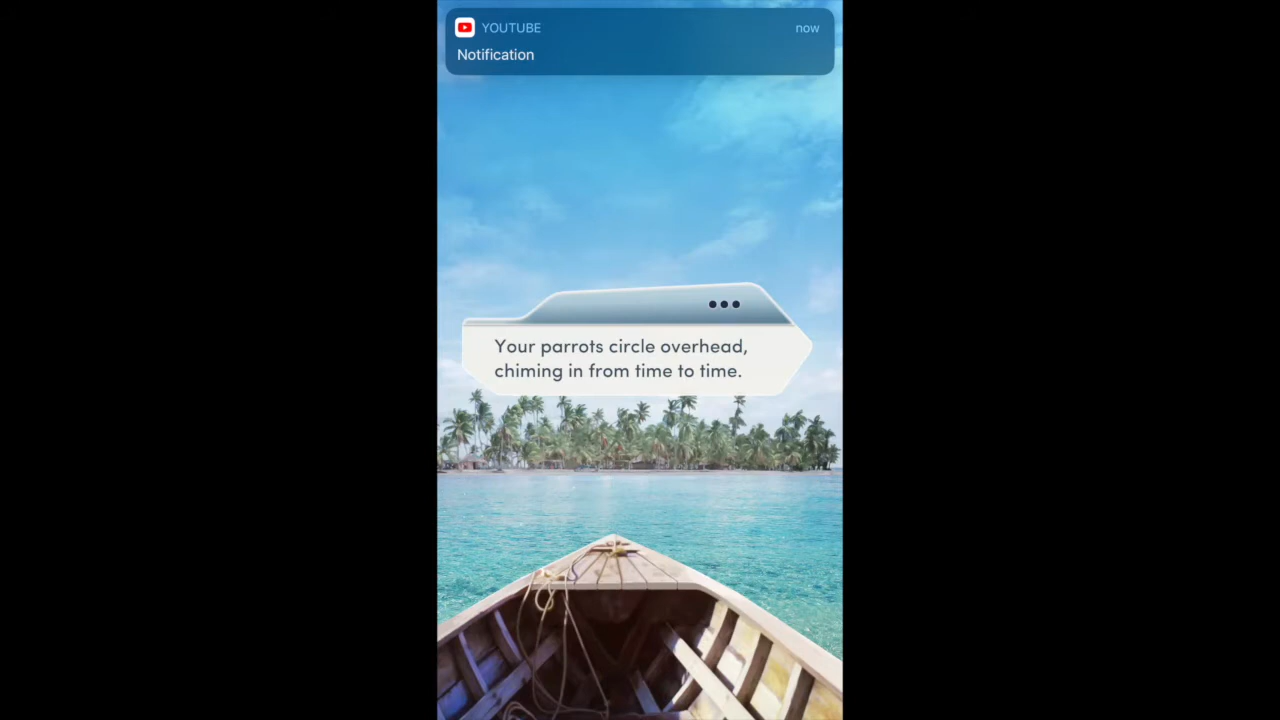 YOUTUBE now
Notification
Your parrots circle overhead,
chiming in from time to time.